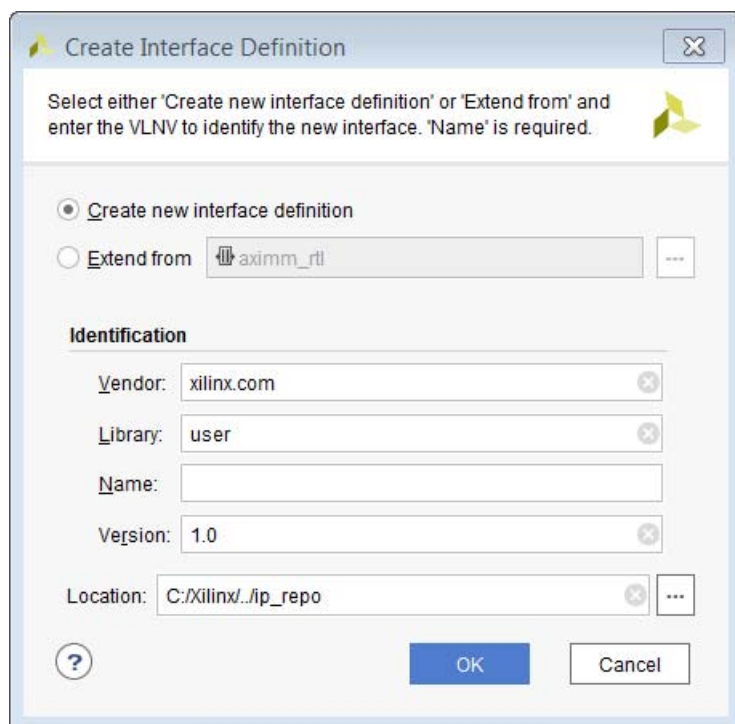 Create Interface Definition
Select either 'Create new interface definition' or 'Extend from' and
enter the VLNV to identify the new interface. 'Name' is required.
Create new interface definition
Extend from aximm_rtl ...
Identification
Vendor: xilinx.com
Library: user
Name:
Version: 1.0
Location: C:/Xilinx/../ip_repo ...
? OK Cancel